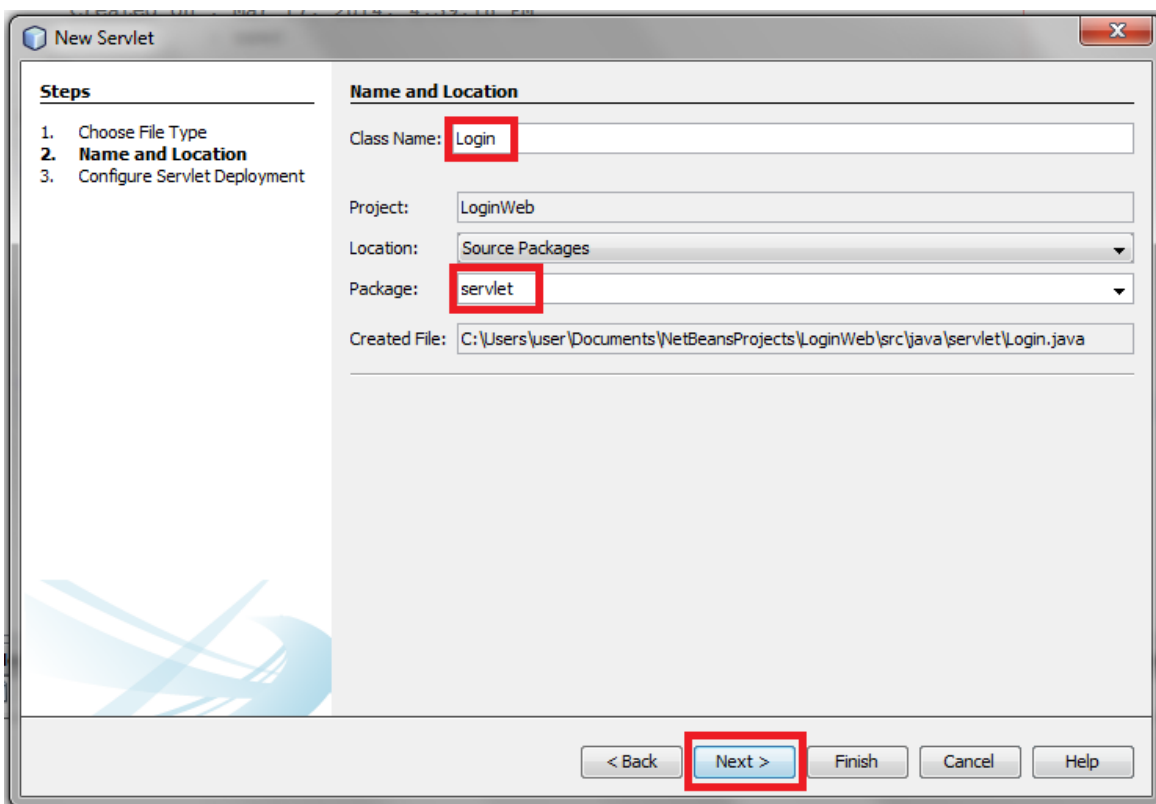 New Servlet
Steps
1. Choose File Type
2. Name and Location
3. Configure Servlet Deployment
Name and Location
Class Name: Login
Project: LoginWeb
Location: Source Packages
Package: servlet
Created File: C:\Users\user\Documents\NetBeansProjects\LoginWeb\src\java\servlet\Login.java
< Back Next > Finish Cancel Help